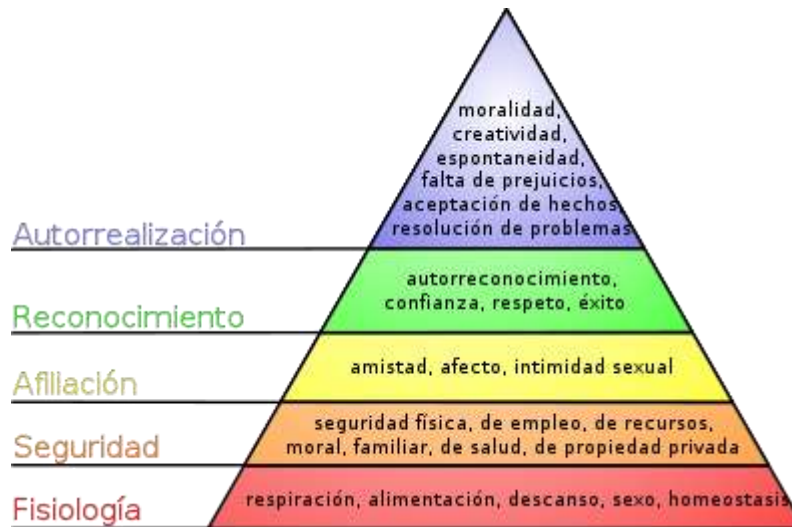 moralidad,
creatividad,
espontaneidad,
falta de prejuicios,
aceptación de hechos,
resolución de problemas
Autorrealización
autorreconocimiento,
confianza, respeto, éxito
Reconocimiento
amistad, afecto, intimidad sexual
Afiliación
seguridad física, de empleo, de recursos,
moral, familiar, de salud, de propiedad privada
Seguridad
respiración, alimentación, descanso, sexo, homeostasis
Fisiología